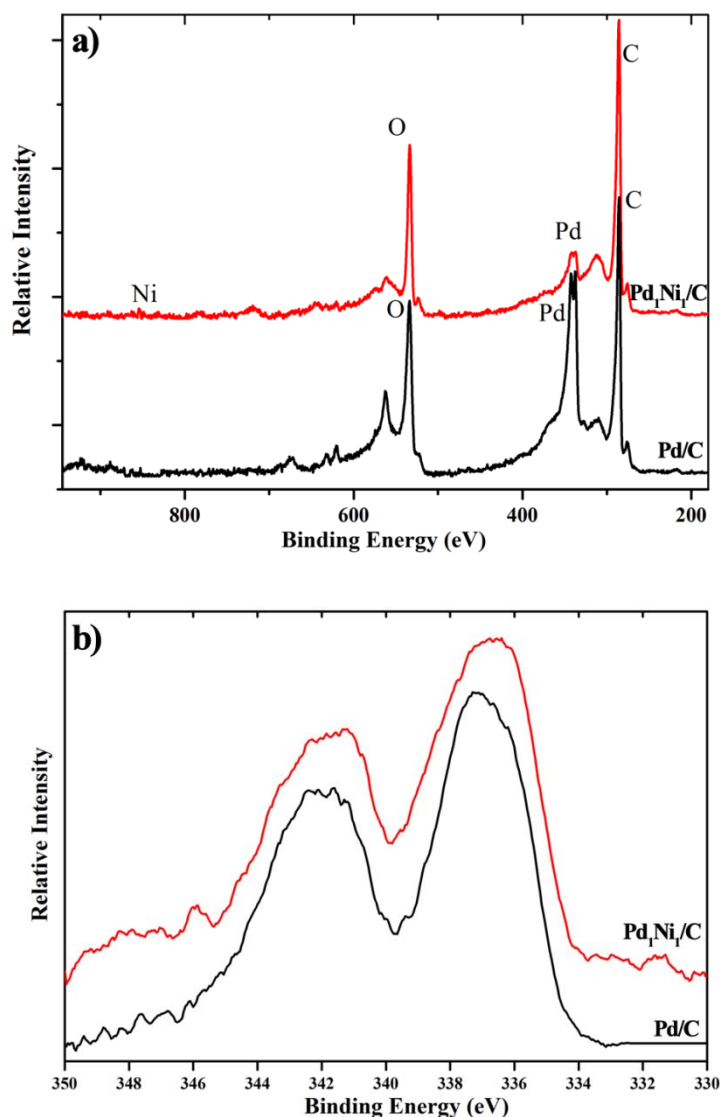 a)
C
O
C
Pd
Ni
O
Pd
Pd₁Ni₁/C
Pd/C
Relative Intensity
800 600 400 200
Binding Energy (eV)
b)
Relative Intensity
Pd₁Ni₁/C
Pd/C
350 348 346 344 342 340 338 336 334 332 330
Binding Energy (eV)